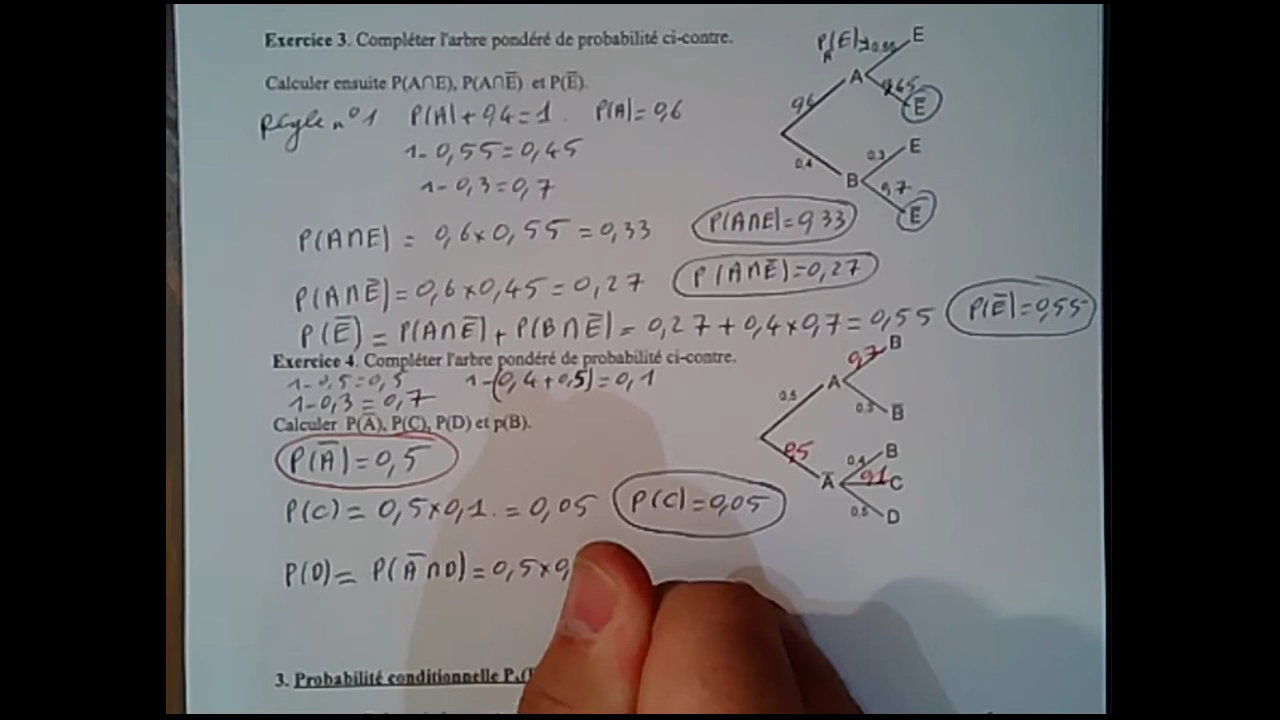 Exercice 3. Compléter l'arbre pondéré de probabilité ci-contre.
Calculer ensuite P(A∩E), P(A∩E̅) et P(E̅).
Règle n°1 P(A)+0,4=1. P(A)=0,6
1-0,55=0,45
1-0,3=0,7
P(A∩E) = 0,6×0,55=0,33 P(A∩E)=0,33
P(A∩E̅)=0,6×0,45=0,27 P(A∩E̅)=0,27
P(E̅)=P(A∩E̅)+P(B∩E̅)=0,27+0,4×0,7=0,55 P(E̅)=0,55
P(E) 0,55 E
A
0,6 0,45 E̅
0,4 0,3 E
B
0,7 E̅
Exercice 4. Compléter l'arbre pondéré de probabilité ci-contre.
1-0,5=0,5 1-(0,4+0,5)=0,1
1-0,3=0,7
Calculer P(A̅), P(C), P(D) et p(B).
P(A̅)=0,5
P(C)=0,5×0,1.=0,05 P(C)=0,05
P(D)=P(A̅∩D)=0,5×0,
0,7 B
0,5 A
0,3 B̅
0,5 0,4 B
A̅ 0,1 C
0,5 D
3. Probabilité conditionnelle